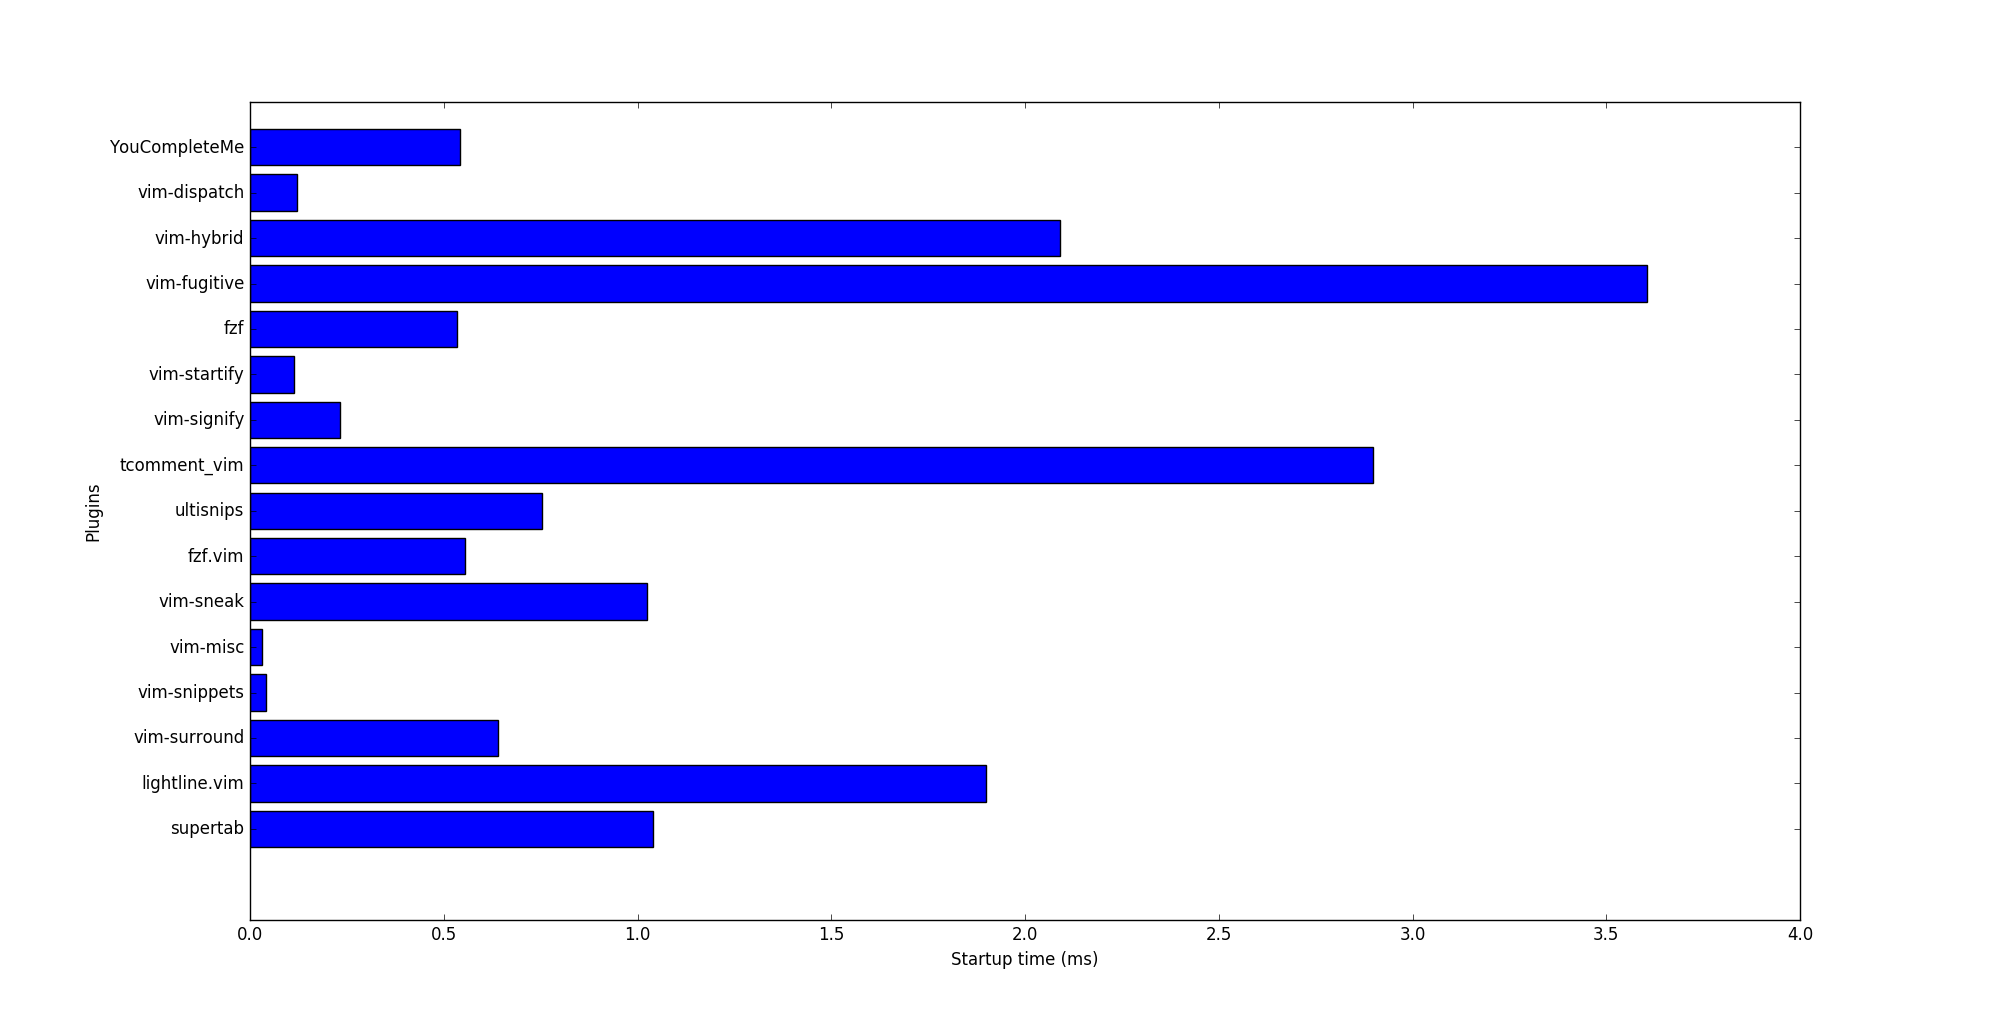 YouCompleteMe
vim-dispatch
vim-hybrid
vim-fugitive
fzf
vim-startify
vim-signify
tcomment_vim
ultisnips
fzf.vim
vim-sneak
vim-misc
vim-snippets
vim-surround
lightline.vim
supertab
Plugins
0.0 0.5 1.0 1.5 2.0 2.5 3.0 3.5 4.0
Startup time (ms)